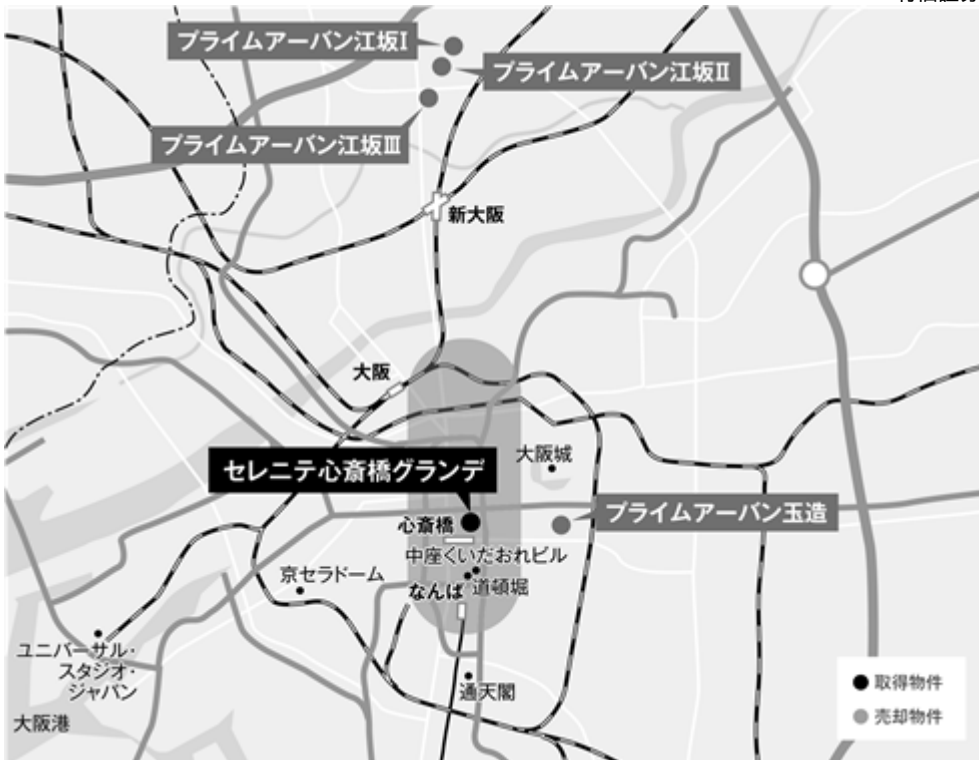 プライムアーバン江坂Ⅰ
プライムアーバン江坂Ⅱ
プライムアーバン江坂Ⅲ
新大阪
大阪
セレニテ心斎橋グランデ
大阪城
心斎橋
プライムアーバン玉造
中座くいだおれビル
京セラドーム
なんば
道頓堀
ユニバーサル・
スタジオ・
ジャパン
通天閣
大阪港
取得物件
売却物件